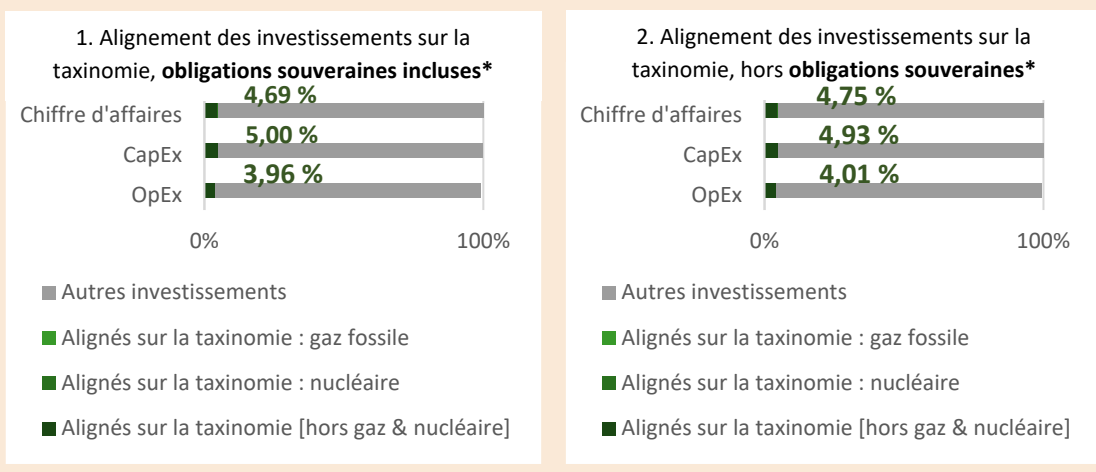 1. Alignement des investissements sur la
taxinomie, obligations souveraines incluses*
4,69 %
Chiffre d'affaires
5,00 %
CapEx
3,96 %
OpEx
0% 100%
Autres investissements
Alignés sur la taxinomie : gaz fossile
Alignés sur la taxinomie : nucléaire
Alignés sur la taxinomie [hors gaz & nucléaire]
2. Alignement des investissements sur la
taxinomie, hors obligations souveraines*
4,75 %
Chiffre d'affaires
4,93 %
CapEx
4,01 %
OpEx
0% 100%
Autres investissements
Alignés sur la taxinomie : gaz fossile
Alignés sur la taxinomie : nucléaire
Alignés sur la taxinomie [hors gaz & nucléaire]